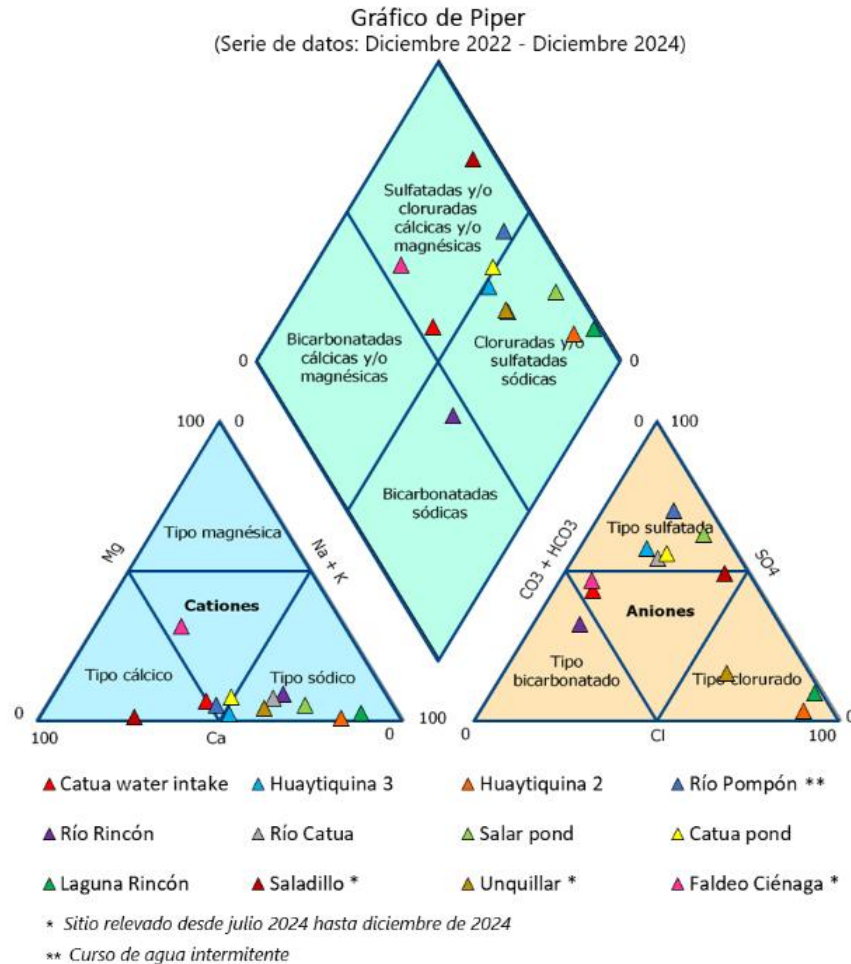 Gráfico de Piper
(Serie de datos: Diciembre 2022 - Diciembre 2024)
Sulfatadas y/o
cloruradas
cálcicas y/o
magnésicas
Bicarbonatadas
cálcicas y/o
magnésicas
Cloruradas y/o
sulfatadas
sódicas
0
0
Bicarbonatadas
sódicas
100
0
0
100
Tipo magnésica
Mg
Na + K
Cationes
Tipo cálcico
Tipo sódico
0
100
100
Ca
0
Tipo sulfatada
CO3 + HCO3
SO4
Aniones
Tipo
bicarbonatado
Tipo clorurado
0
0
Cl
100
Catua water intake
Huaytiquina 3
Huaytiquina 2
Río Pompón **
Río Rincón
Río Catua
Salar pond
Catua pond
Laguna Rincón
Saladillo *
Unquillar *
Faldeo Ciénaga *
* Sitio relevado desde julio 2024 hasta diciembre de 2024
** Curso de agua intermitente